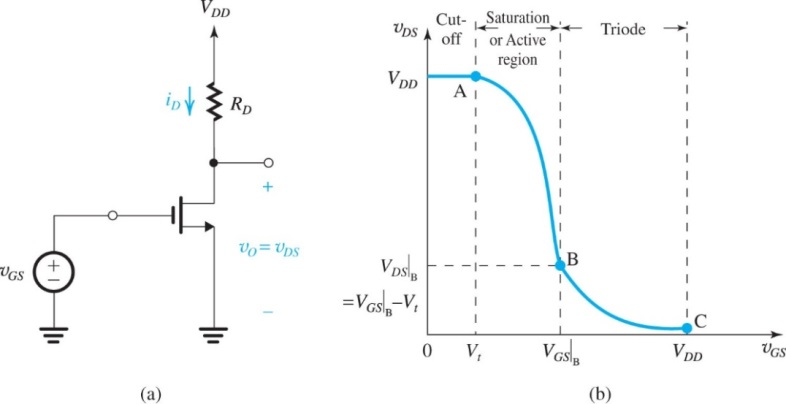 V_DD
i_D
R_D
+
v_O = v_DS
−
v_GS
+
−
(a)
v_DS
Cut-
off
Saturation
or Active
region
Triode
V_DD
A
B
V_DS|_B
=V_GS|_B–V_t
C
0
V_t
V_GS|_B
V_DD
v_GS
(b)